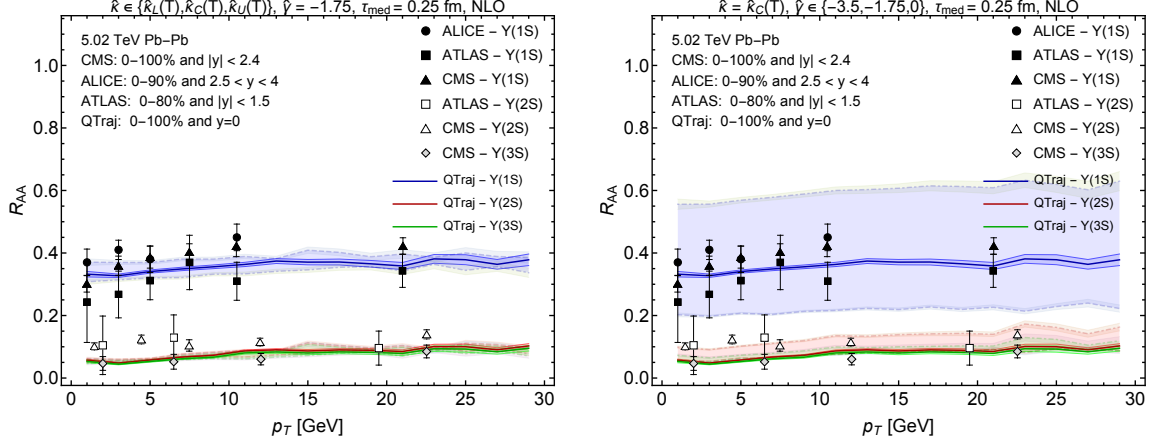 κ̂ ∈ {κ̂L(T),κ̂C(T),κ̂U(T)}, γ̂ = −1.75, τmed = 0.25 fm, NLO
5.02 TeV Pb−Pb
CMS: 0−100% and |y| < 2.4
ALICE: 0−90% and 2.5 < y < 4
ATLAS: 0−80% and |y| < 1.5
QTraj: 0−100% and y=0
ALICE − Υ(1S)
ATLAS − Υ(1S)
CMS − Υ(1S)
ATLAS − Υ(2S)
CMS − Υ(2S)
CMS − Υ(3S)
QTraj − Υ(1S)
QTraj − Υ(2S)
QTraj − Υ(3S)
RAA
1.0
0.8
0.6
0.4
0.2
0.0
0 5 10 15 20 25 30
pT [GeV]
κ̂ = κ̂C(T), γ̂ ∈ {−3.5,−1.75,0}, τmed = 0.25 fm, NLO
5.02 TeV Pb−Pb
CMS: 0−100% and |y| < 2.4
ALICE: 0−90% and 2.5 < y < 4
ATLAS: 0−80% and |y| < 1.5
QTraj: 0−100% and y=0
ALICE − Υ(1S)
ATLAS − Υ(1S)
CMS − Υ(1S)
ATLAS − Υ(2S)
CMS − Υ(2S)
CMS − Υ(3S)
QTraj − Υ(1S)
QTraj − Υ(2S)
QTraj − Υ(3S)
RAA
1.0
0.8
0.6
0.4
0.2
0.0
0 5 10 15 20 25 30
pT [GeV]